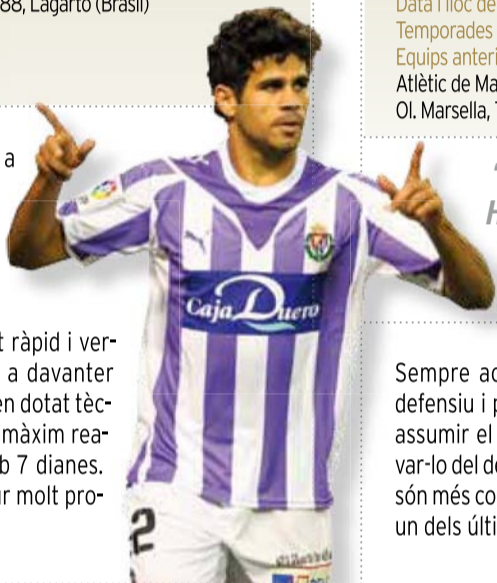 88, Lagarto (Brasil)
a
t ràpid i ver-
a davanter
en dotat tèc-
màxim rea-
b 7 dianes.
r molt pro-
Caja Duero
2
Data i lloc de
Temporades
Equips anteri
Atlètic de Ma
Ol. Marsella,
H
Sempre ac
defensiu i p
assumir el
var-lo del de
són més co
un dels últi